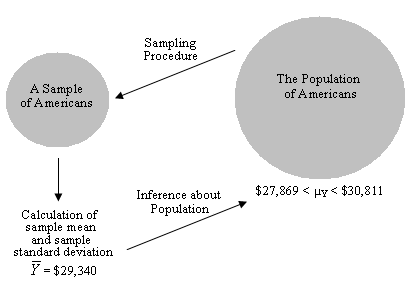 Sampling
Procedure
The Population
of Americans
A Sample
of Americans
$27,869 < μY < $30,811
Inference about
Population
Calculation of
sample mean
and sample
standard deviation
Y̅ = $29,340